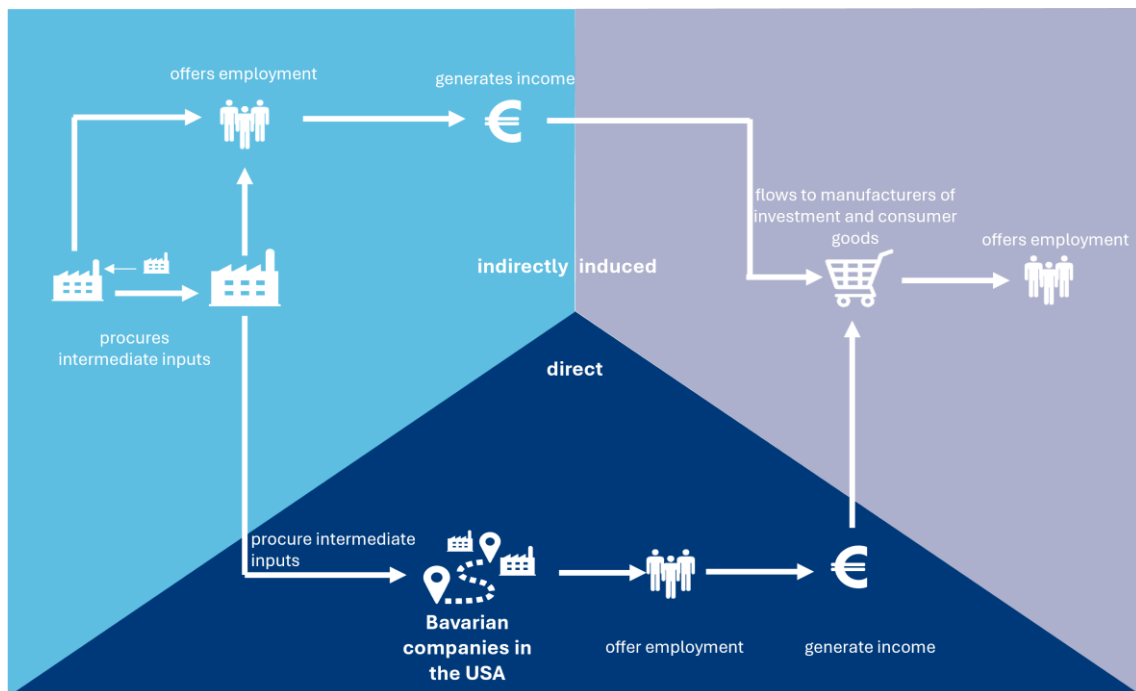 offers employment
generates income
flows to manufacturers of
investment and consumer
goods
offers employment
indirectly
induced
procures
intermediate inputs
direct
procure intermediate
inputs
Bavarian
companies in
the USA
offer employment
generate income